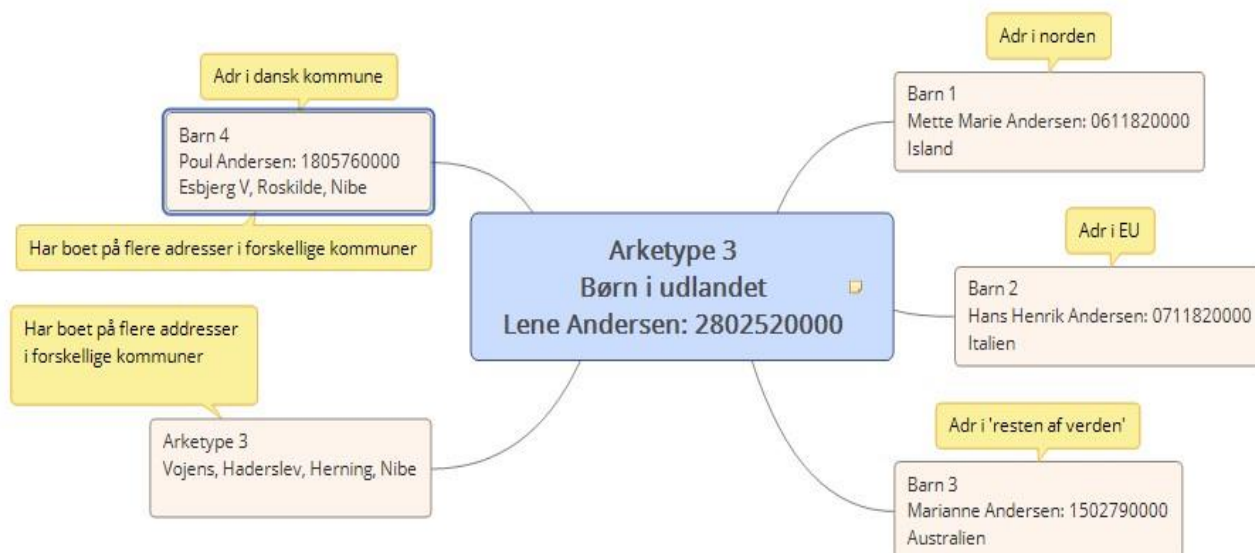 Adr i norden
Adr i dansk kommune
Barn 1
Mette Marie Andersen: 0611820000
Island
Barn 4
Poul Andersen: 1805760000
Esbjerg V, Roskilde, Nibe
Har boet på flere adresser i forskellige kommuner
Arketype 3
Børn i udlandet
Lene Andersen: 2802520000
Adr i EU
Barn 2
Hans Henrik Andersen: 0711820000
Italien
Har boet på flere addresser
i forskellige kommuner
Arketype 3
Vojens, Haderslev, Herning, Nibe
Adr i 'resten af verden'
Barn 3
Marianne Andersen: 1502790000
Australien